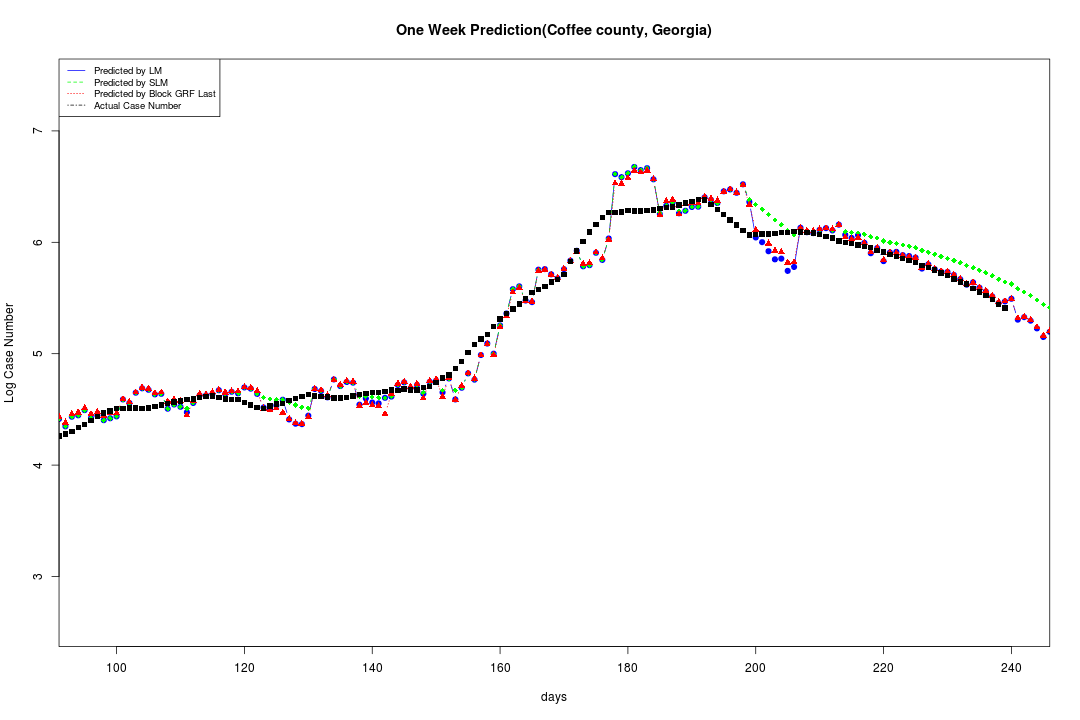 One Week Prediction(Coffee county, Georgia)
Predicted by LM
Predicted by SLM
Predicted by Block GRF Last
Actual Case Number
Log Case Number
7
6
5
4
3
100 120 140 160 180 200 220 240
days